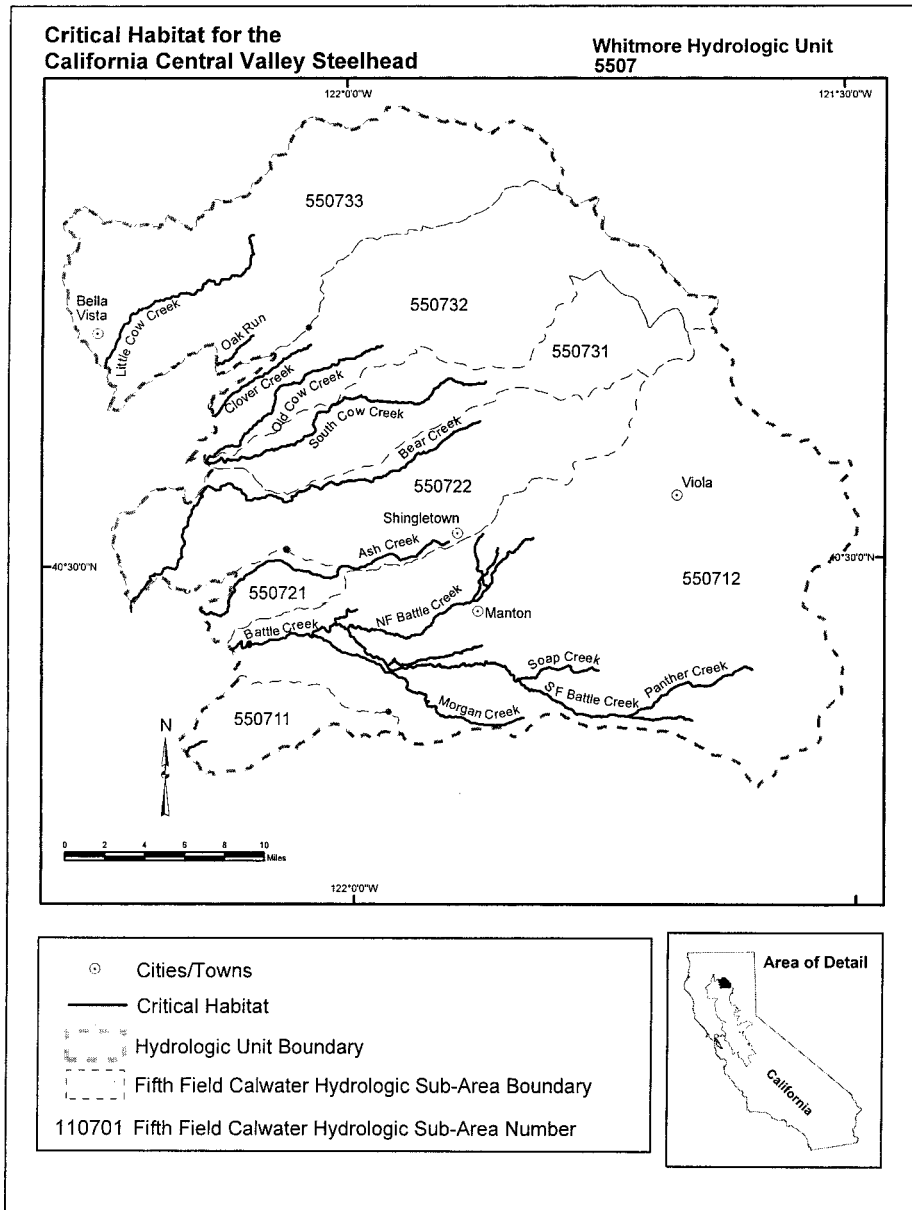 Critical Habitat for the
California Central Valley Steelhead
Whitmore Hydrologic Unit
5507
122°0'0"W
121°30'0"W
550733
Bella
Vista
Little Cow Creek
Oak Run
550732
550731
Clover Creek
Old Cow Creek
South Cow Creek
Bear Creek
550722
Viola
Shingletown
Ash Creek
40°30'0"N
40°30'0"N
550721
550712
NF Battle Creek
Manton
Battle Creek
Soap Creek
SF Battle Creek
Panther Creek
Morgan Creek
550711
N
0 2 4 6 8 10
Miles
122°0'0"W
Cities/Towns
Critical Habitat
Hydrologic Unit Boundary
Fifth Field Calwater Hydrologic Sub-Area Boundary
110701 Fifth Field Calwater Hydrologic Sub-Area Number
Area of Detail
California